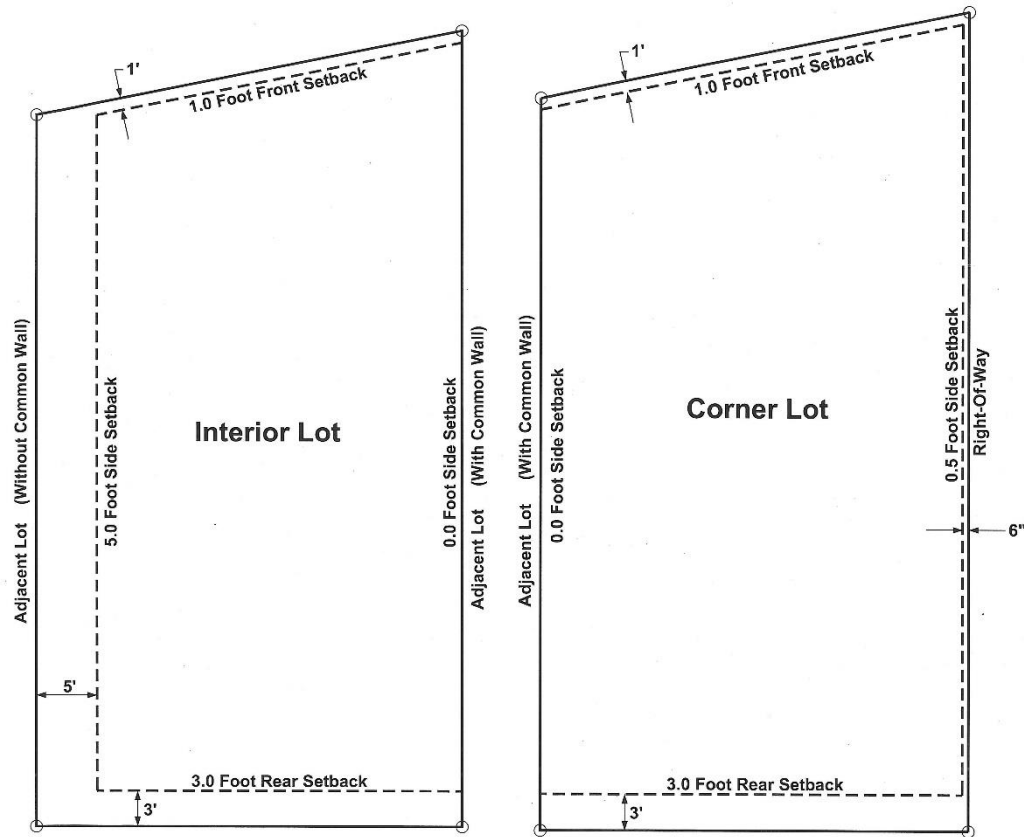 1'
1.0 Foot Front Setback
Adjacent Lot (Without Common Wall)
5.0 Foot Side Setback
Interior Lot
0.0 Foot Side Setback
Adjacent Lot (With Common Wall)
5'
3.0 Foot Rear Setback
3'
1'
1.0 Foot Front Setback
Adjacent Lot (With Common Wall)
0.0 Foot Side Setback
Corner Lot
0.5 Foot Side Setback
Right-Of-Way
6"
3.0 Foot Rear Setback
3'